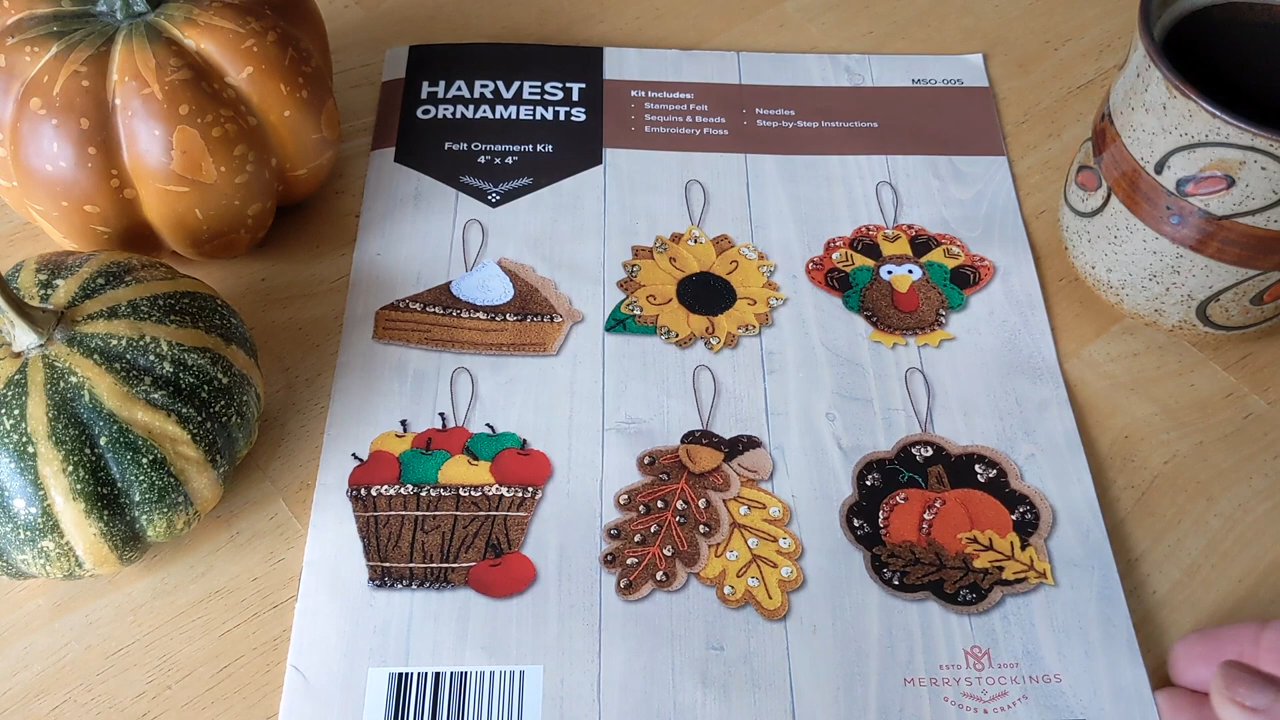 HARVEST
ORNAMENTS
Felt Ornament Kit
4" x 4"
MSO-005
Kit Includes:
• Stamped Felt
• Sequins & Beads
• Embroidery Floss
• Needles
• Step-by-Step Instructions
ESTD MS 2007
MERRYSTOCKINGS
GOODS & CRAFTS